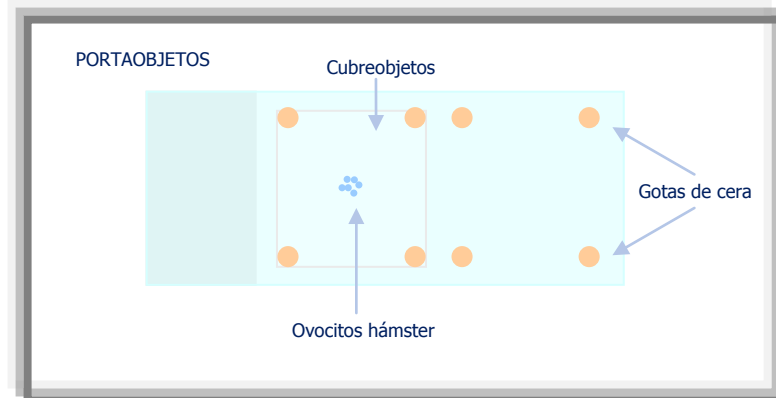 PORTAOBJETOS
Cubreobjetos
Gotas de cera
Ovocitos hámster